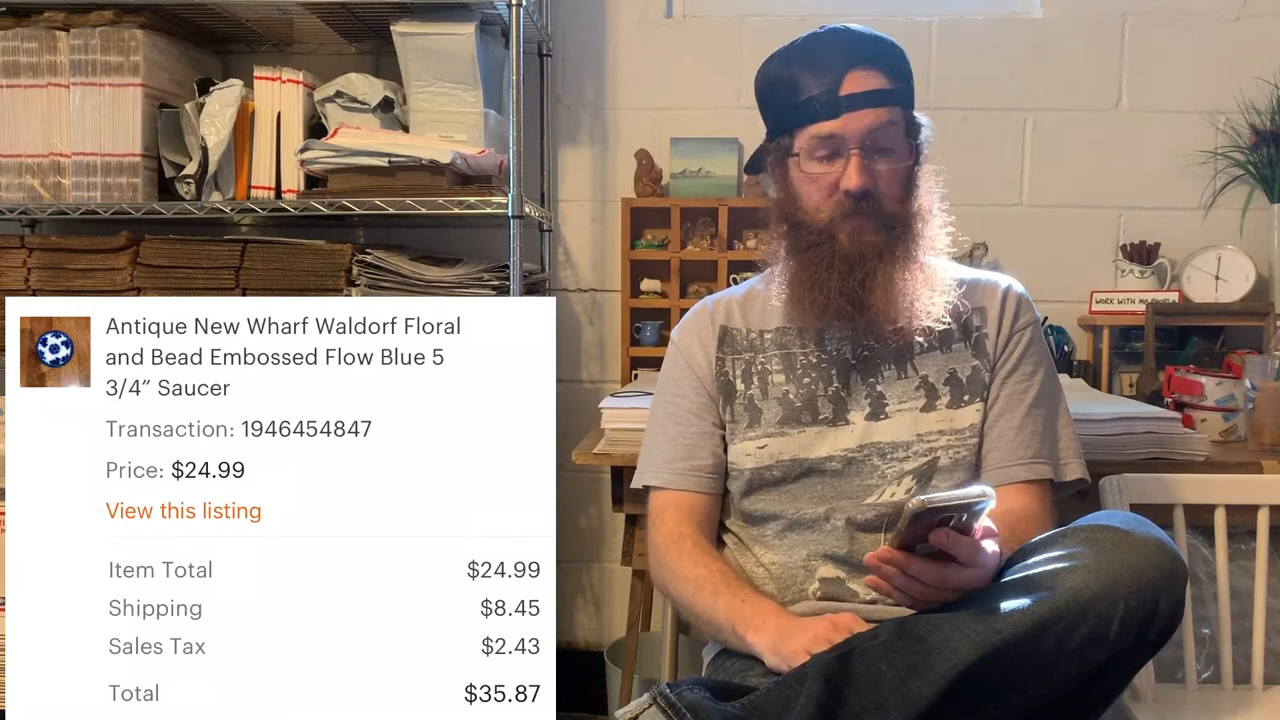 Antique New Wharf Waldorf Floral
and Bead Embossed Flow Blue 5
3/4″ Saucer
Transaction: 1946454847
Price: $24.99
View this listing
Item Total $24.99
Shipping $8.45
Sales Tax $2.43
Total $35.87
WORK WITH ME PEOPLE